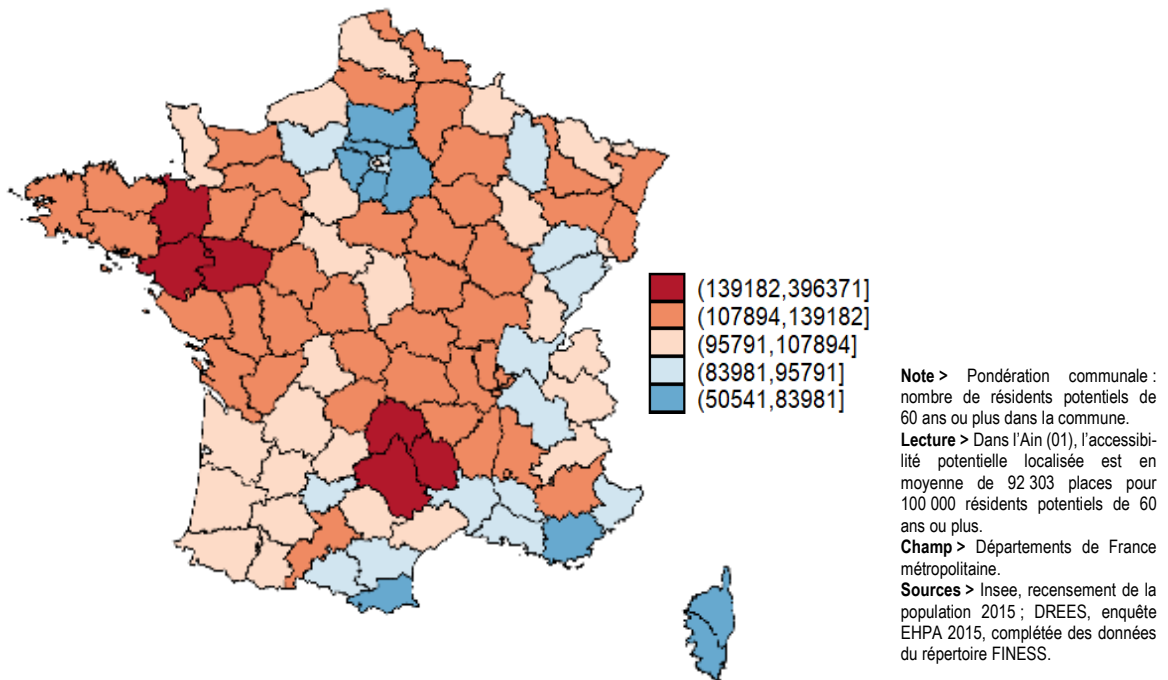 (139182,396371]
(107894,139182]
(95791,107894]
(83981,95791]
(50541,83981]
Note > Pondération communale :
nombre de résidents potentiels de
60 ans ou plus dans la commune.
Lecture > Dans l’Ain (01), l’accessibi-
lité potentielle localisée est en
moyenne de 92 303 places pour
100 000 résidents potentiels de 60
ans ou plus.
Champ > Départements de France
métropolitaine.
Sources > Insee, recensement de la
population 2015 ; DREES, enquête
EHPA 2015, complétée des données
du répertoire FINESS.